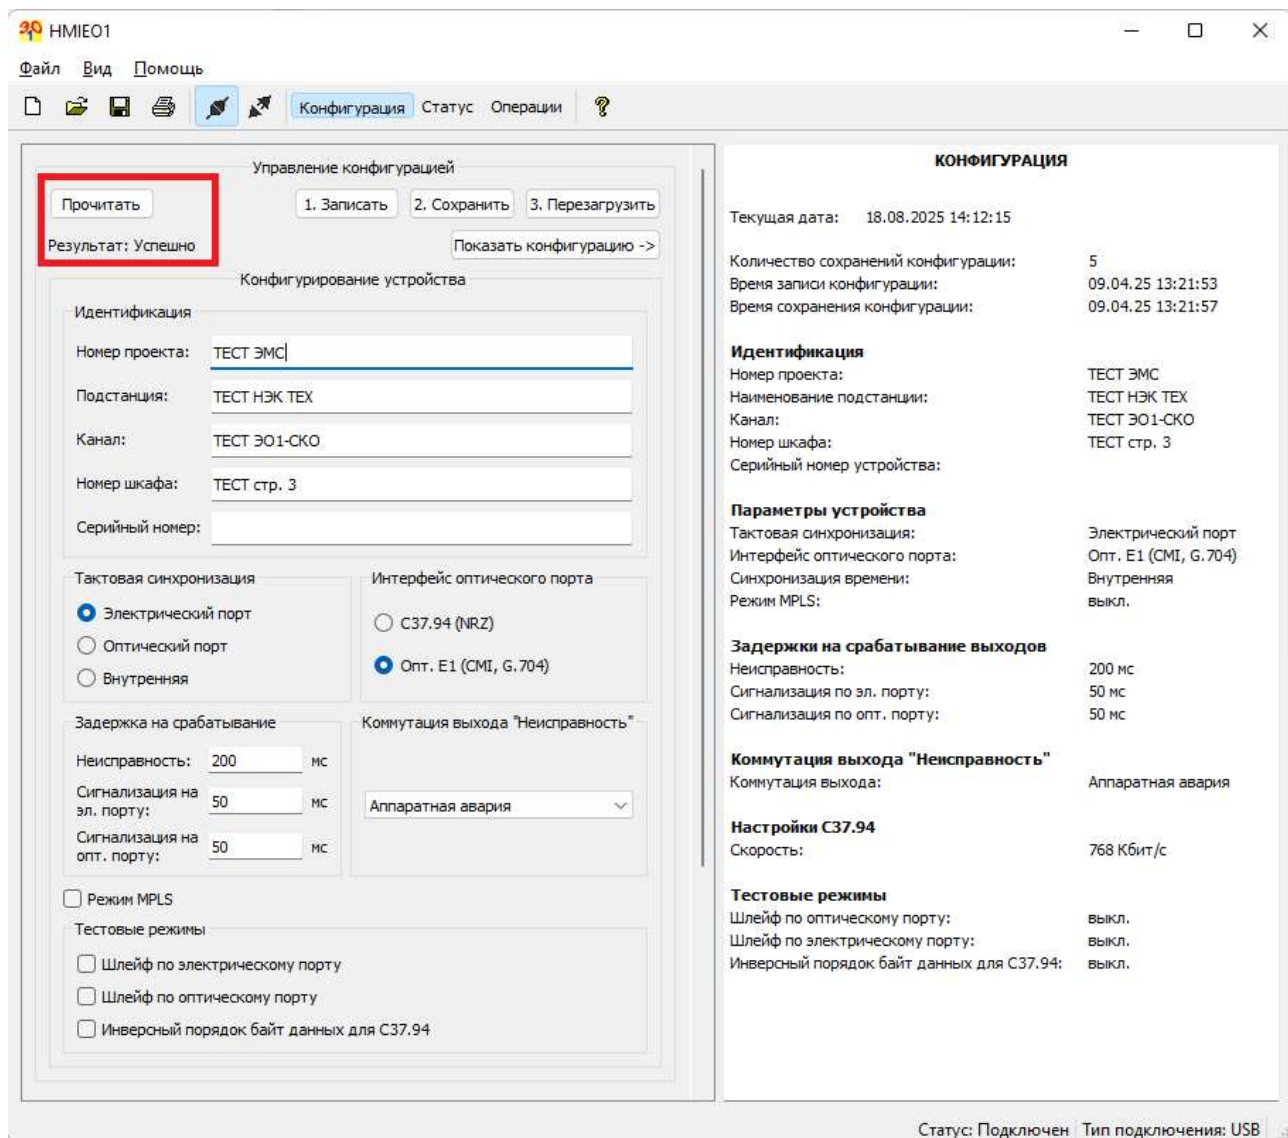 HMIEO1
Файл Вид Помощь
Конфигурация Статус Операции
Управление конфигурацией
Прочитать 1. Записать 2. Сохранить 3. Перезагрузить
Результат: Успешно Показать конфигурацию ->
Конфигурирование устройства
Идентификация
Номер проекта: ТЕСТ ЭМС
Подстанция: ТЕСТ НЭК ТЕХ
Канал: ТЕСТ ЭО1-СКО
Номер шкафа: ТЕСТ стр. 3
Серийный номер:
Тактовая синхронизация
Электрический порт
Оптический порт
Внутренняя
Интерфейс оптического порта
C37.94 (NRZ)
Опт. E1 (CMI, G.704)
Задержка на срабатывание
Неисправность: 200 мс
Сигнализация на
эл. порту: 50 мс
Сигнализация на
опт. порту: 50 мс
Коммутация выхода "Неисправность"
Аппаратная авария
Режим MPLS
Тестовые режимы
Шлейф по электрическому порту
Шлейф по оптическому порту
Инверсный порядок байт данных для C37.94
КОНФИГУРАЦИЯ
Текущая дата: 18.08.2025 14:12:15
Количество сохранений конфигурации: 5
Время записи конфигурации: 09.04.25 13:21:53
Время сохранения конфигурации: 09.04.25 13:21:57
Идентификация
Номер проекта: ТЕСТ ЭМС
Наименование подстанции: ТЕСТ НЭК ТЕХ
Канал: ТЕСТ ЭО1-СКО
Номер шкафа: ТЕСТ стр. 3
Серийный номер устройства:
Параметры устройства
Тактовая синхронизация: Электрический порт
Интерфейс оптического порта: Опт. E1 (CMI, G.704)
Синхронизация времени: Внутренняя
Режим MPLS: выкл.
Задержки на срабатывание выходов
Неисправность: 200 мс
Сигнализация по эл. порту: 50 мс
Сигнализация по опт. порту: 50 мс
Коммутация выхода "Неисправность"
Коммутация выхода: Аппаратная авария
Настройки C37.94
Скорость: 768 Кбит/с
Тестовые режимы
Шлейф по оптическому порту: выкл.
Шлейф по электрическому порту: выкл.
Инверсный порядок байт данных для C37.94: выкл.
Статус: Подключен Тип подключения: USB